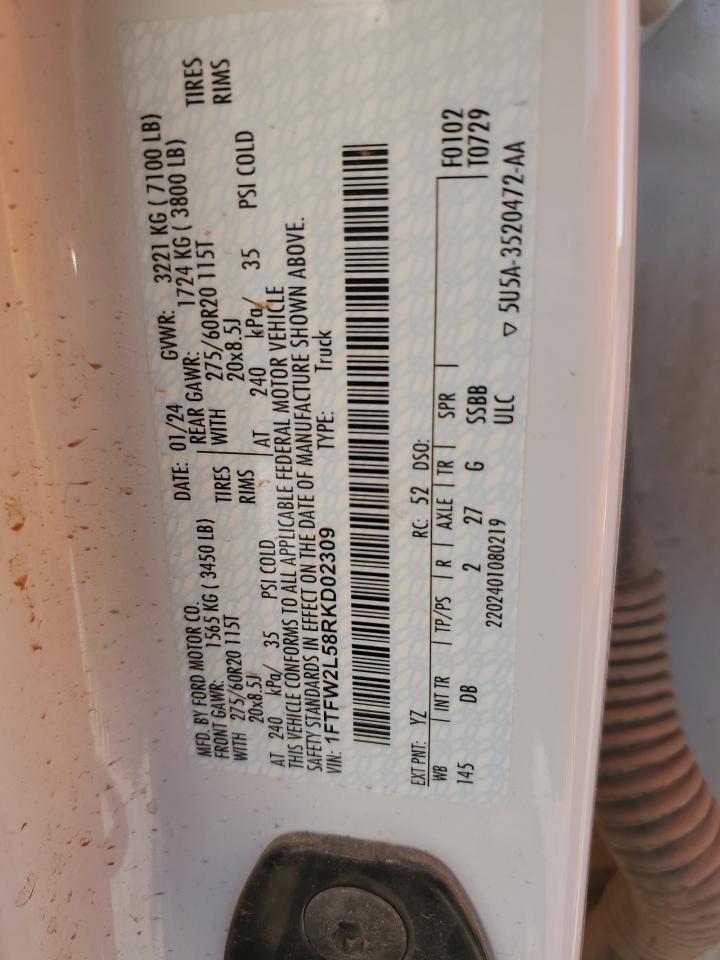 MFD. BY FORD MOTOR CO.
DATE: 01/24 GVWR: 3221 KG ( 7100 LB)
FRONT GAWR: 1565 KG ( 3450 LB)
REAR GAWR: 1724 KG ( 3800 LB)
WITH 275/60R20 115T TIRES
WITH 275/60R20 115T TIRES
20x8.5J RIMS
20x8.5J RIMS
AT 240 kPa/ 35 PSI COLD
AT 240 kPa/ 35 PSI COLD
THIS VEHICLE CONFORMS TO ALL APPLICABLE FEDERAL MOTOR VEHICLE
SAFETY STANDARDS IN EFFECT ON THE DATE OF MANUFACTURE SHOWN ABOVE.
VIN: 1FTFW2L58RKD02309 TYPE: Truck
EXT PNT: YZ RC: 52 DSO: F0102
WB INT TR TP/PS R AXLE TR SPR T0729
145 DB 2 27 G SSBB
2202401080219 ULC
▽ 5U5A-3520472-AA